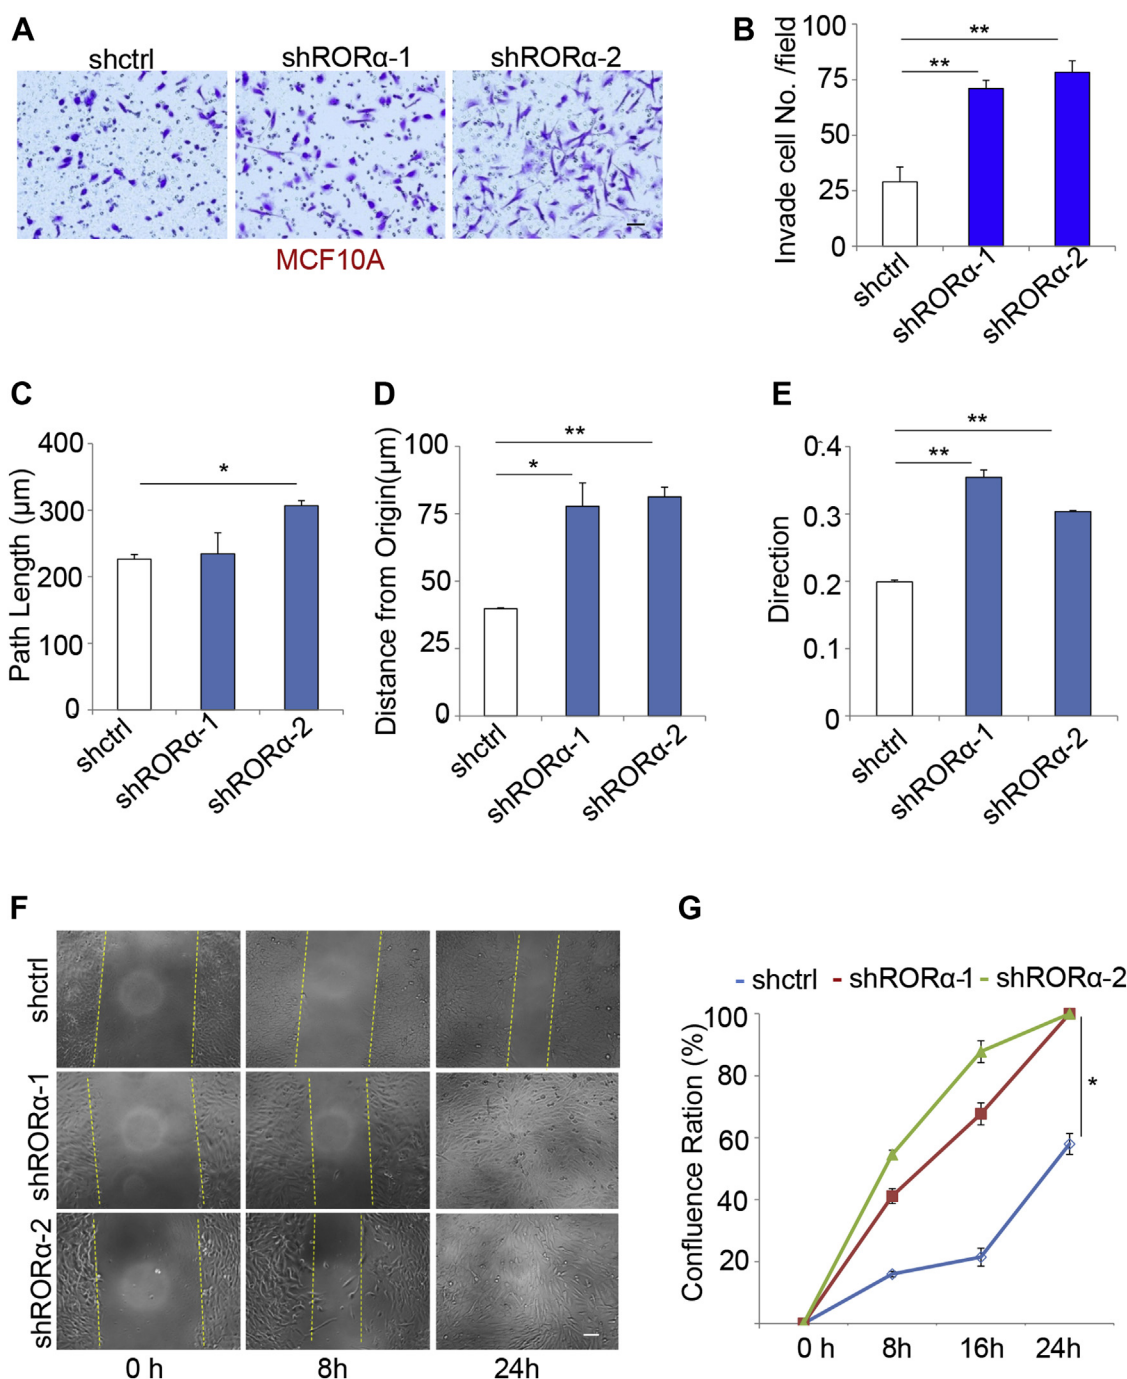 A
shctrl
shRORα-1
shRORα-2
MCF10A
B
Invade cell No. /field
100
75
50
25
0
**
**
shctrl
shRORα-1
shRORα-2
C
Path Length (μm)
400
300
200
100
0
*
shctrl
shRORα-1
shRORα-2
D
Distance from Origin(μm)
100
75
50
25
0
*
**
shctrl
shRORα-1
shRORα-2
E
Direction
0.4
0.3
0.2
0.1
0
**
**
shctrl
shRORα-1
shRORα-2
F
shctrl
shRORα-1
shRORα-2
0 h
8h
24h
G
shctrl
shRORα-1
shRORα-2
Confluence Ration (%)
100
80
60
40
20
*
0 h
8h
16h
24h